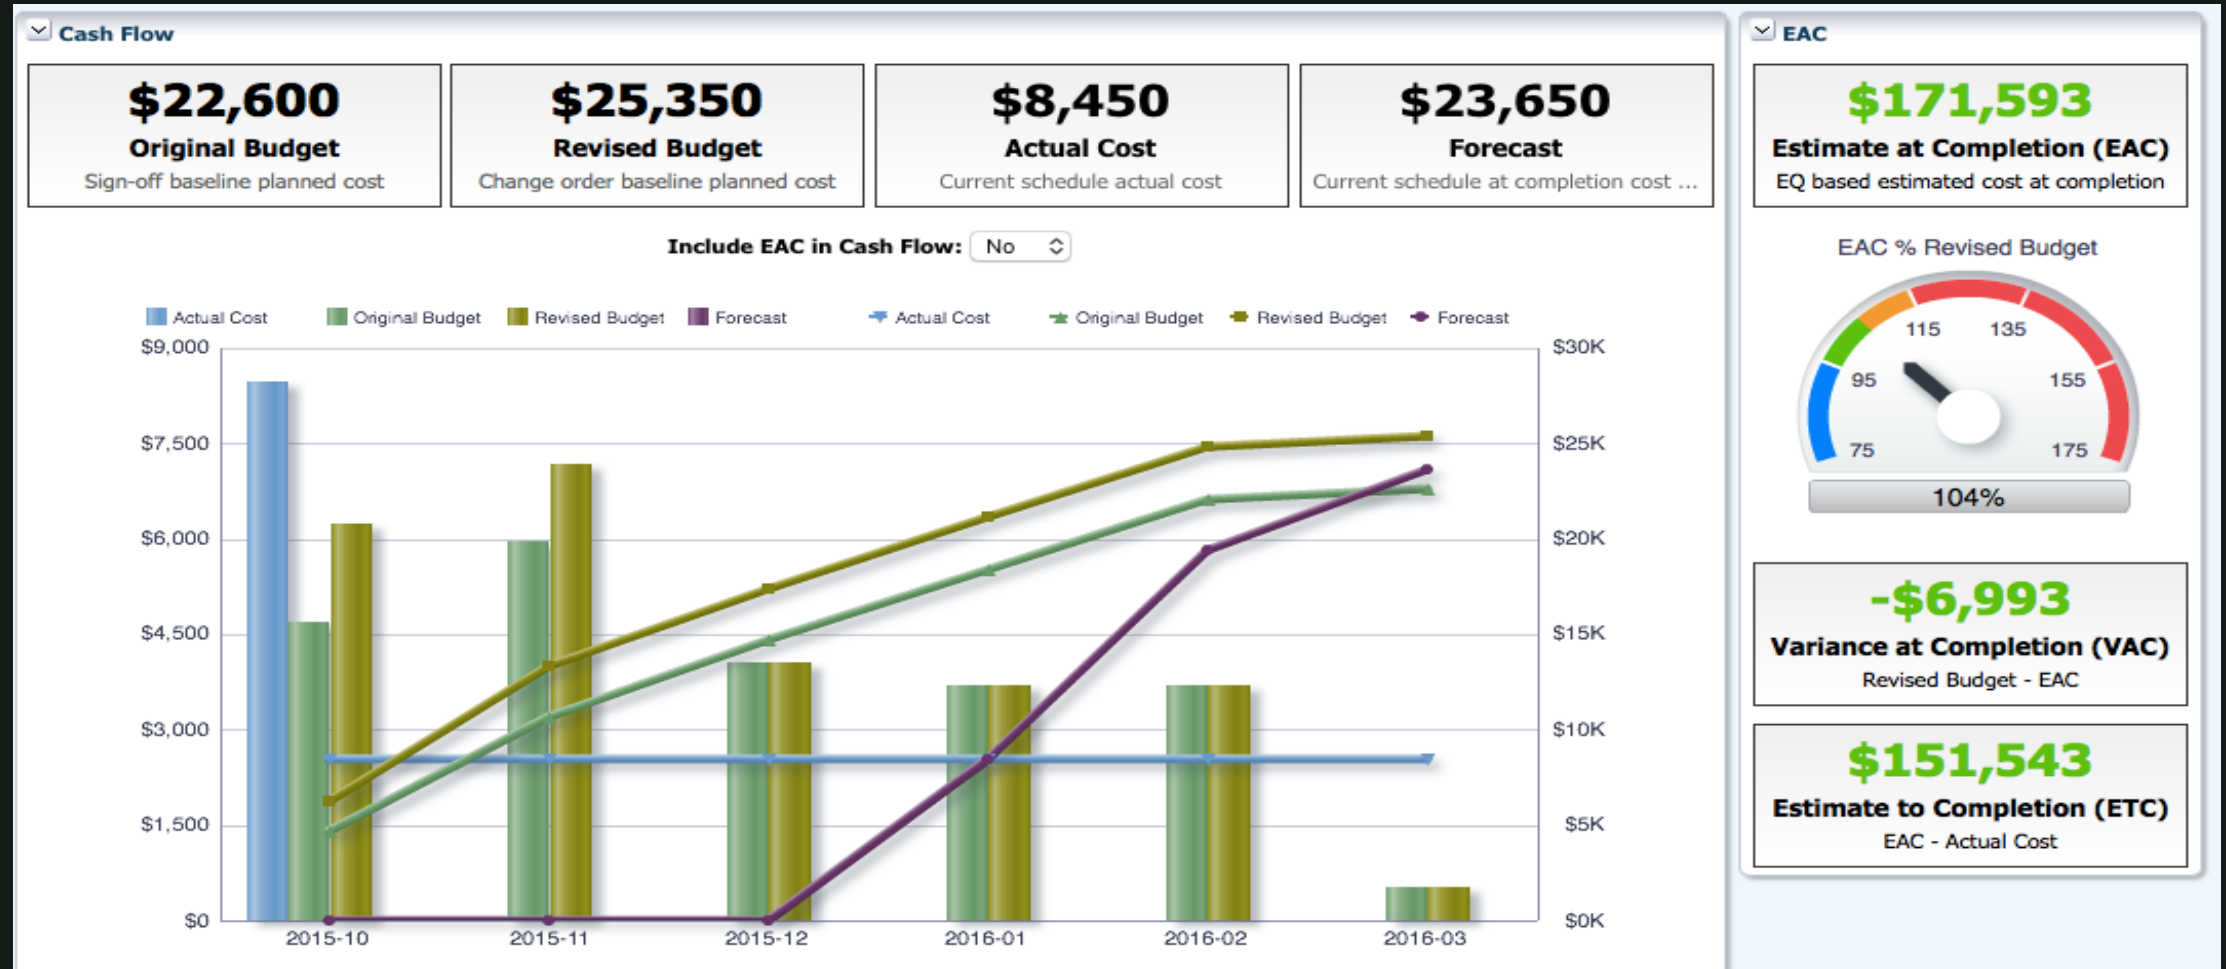 Cash Flow
$22,600
Original Budget
Sign-off baseline planned cost
$25,350
Revised Budget
Change order baseline planned cost
$8,450
Actual Cost
Current schedule actual cost
$23,650
Forecast
Current schedule at completion cost ...
Include EAC in Cash Flow: No
Actual Cost Original Budget Revised Budget Forecast Actual Cost Original Budget Revised Budget Forecast
$9,000
$7,500
$6,000
$4,500
$3,000
$1,500
$0
$30K
$25K
$20K
$15K
$10K
$5K
$0K
2015-10 2015-11 2015-12 2016-01 2016-02 2016-03
EAC
$171,593
Estimate at Completion (EAC)
EQ based estimated cost at completion
EAC % Revised Budget
115 135
95 155
75 175
104%
-$6,993
Variance at Completion (VAC)
Revised Budget - EAC
$151,543
Estimate to Completion (ETC)
EAC - Actual Cost